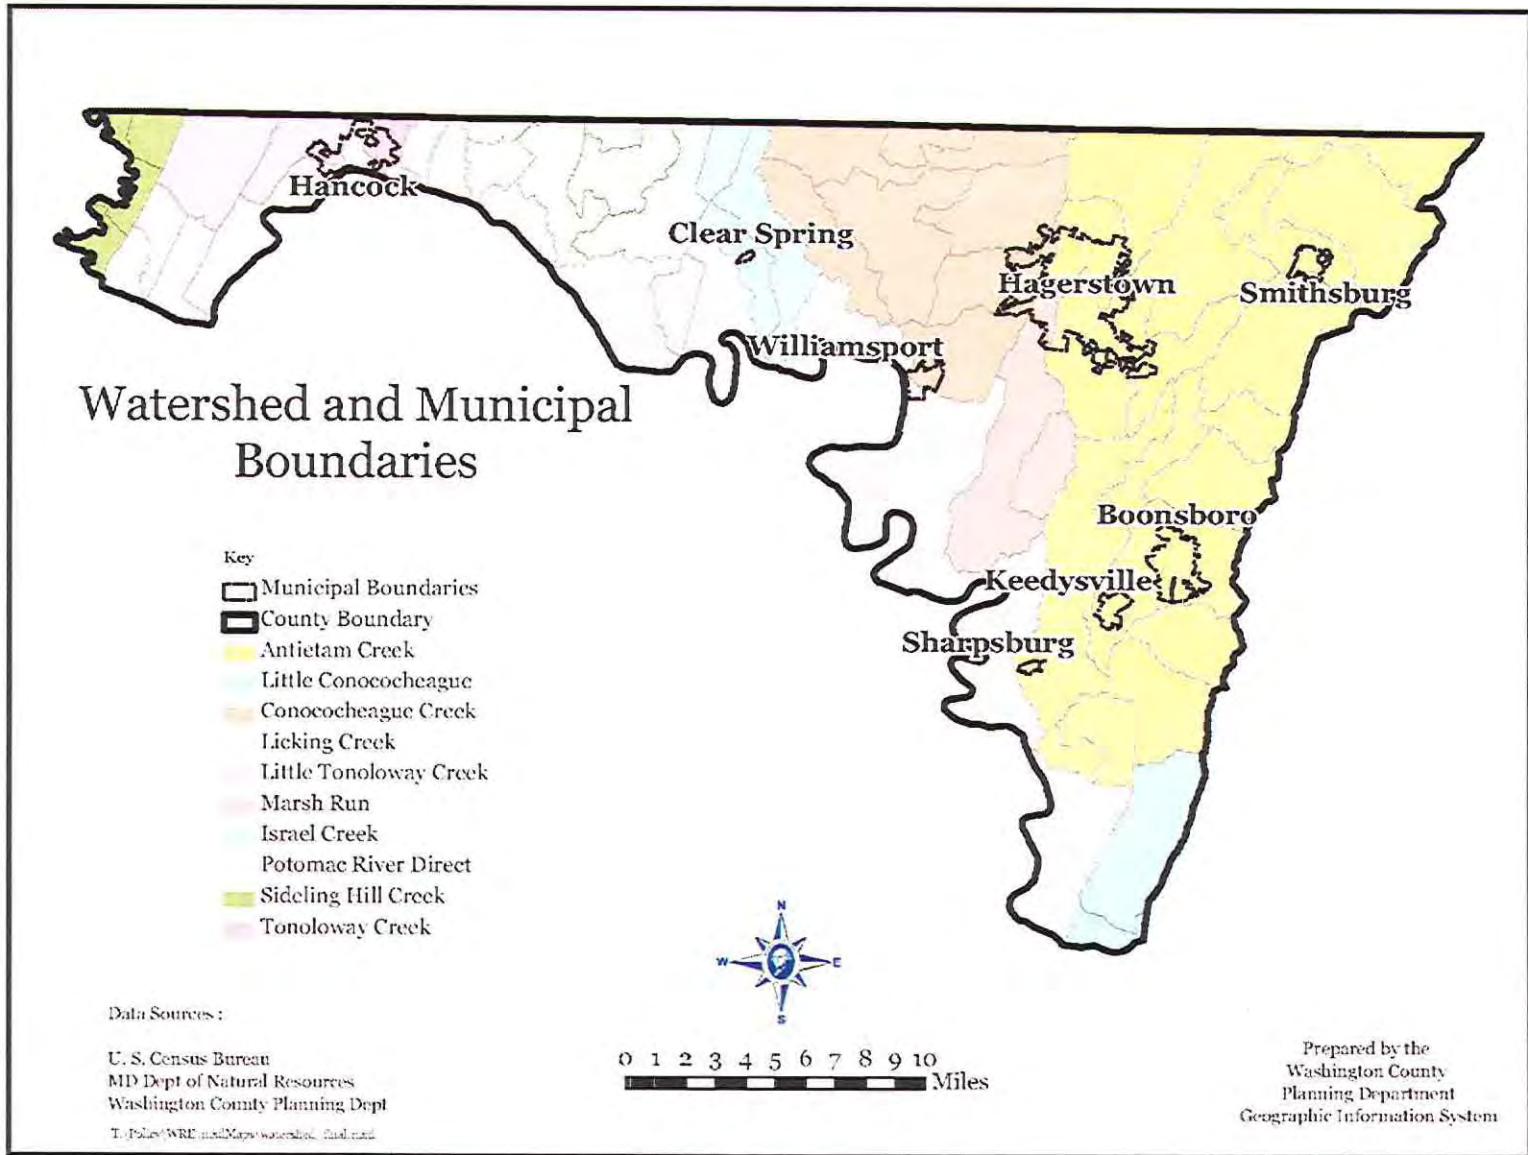 Hancock
Clear Spring
Hagerstown
Smithsburg
Williamsport
Watershed and Municipal
Boundaries
Boonsboro
Keedysville
Sharpsburg
Key
Municipal Boundaries
County Boundary
Antietam Creek
Little Conococheague
Conococheague Creek
Licking Creek
Little Tonoloway Creek
Marsh Run
Israel Creek
Potomac River Direct
Sideling Hill Creek
Tonoloway Creek
N
W E
S
Data Sources :
U. S. Census Bureau
MD Dept of Natural Resources
Washington County Planning Dept
0 1 2 3 4 5 6 7 8 9 10
Miles
Prepared by the
Washington County
Planning Department
Geographic Information System